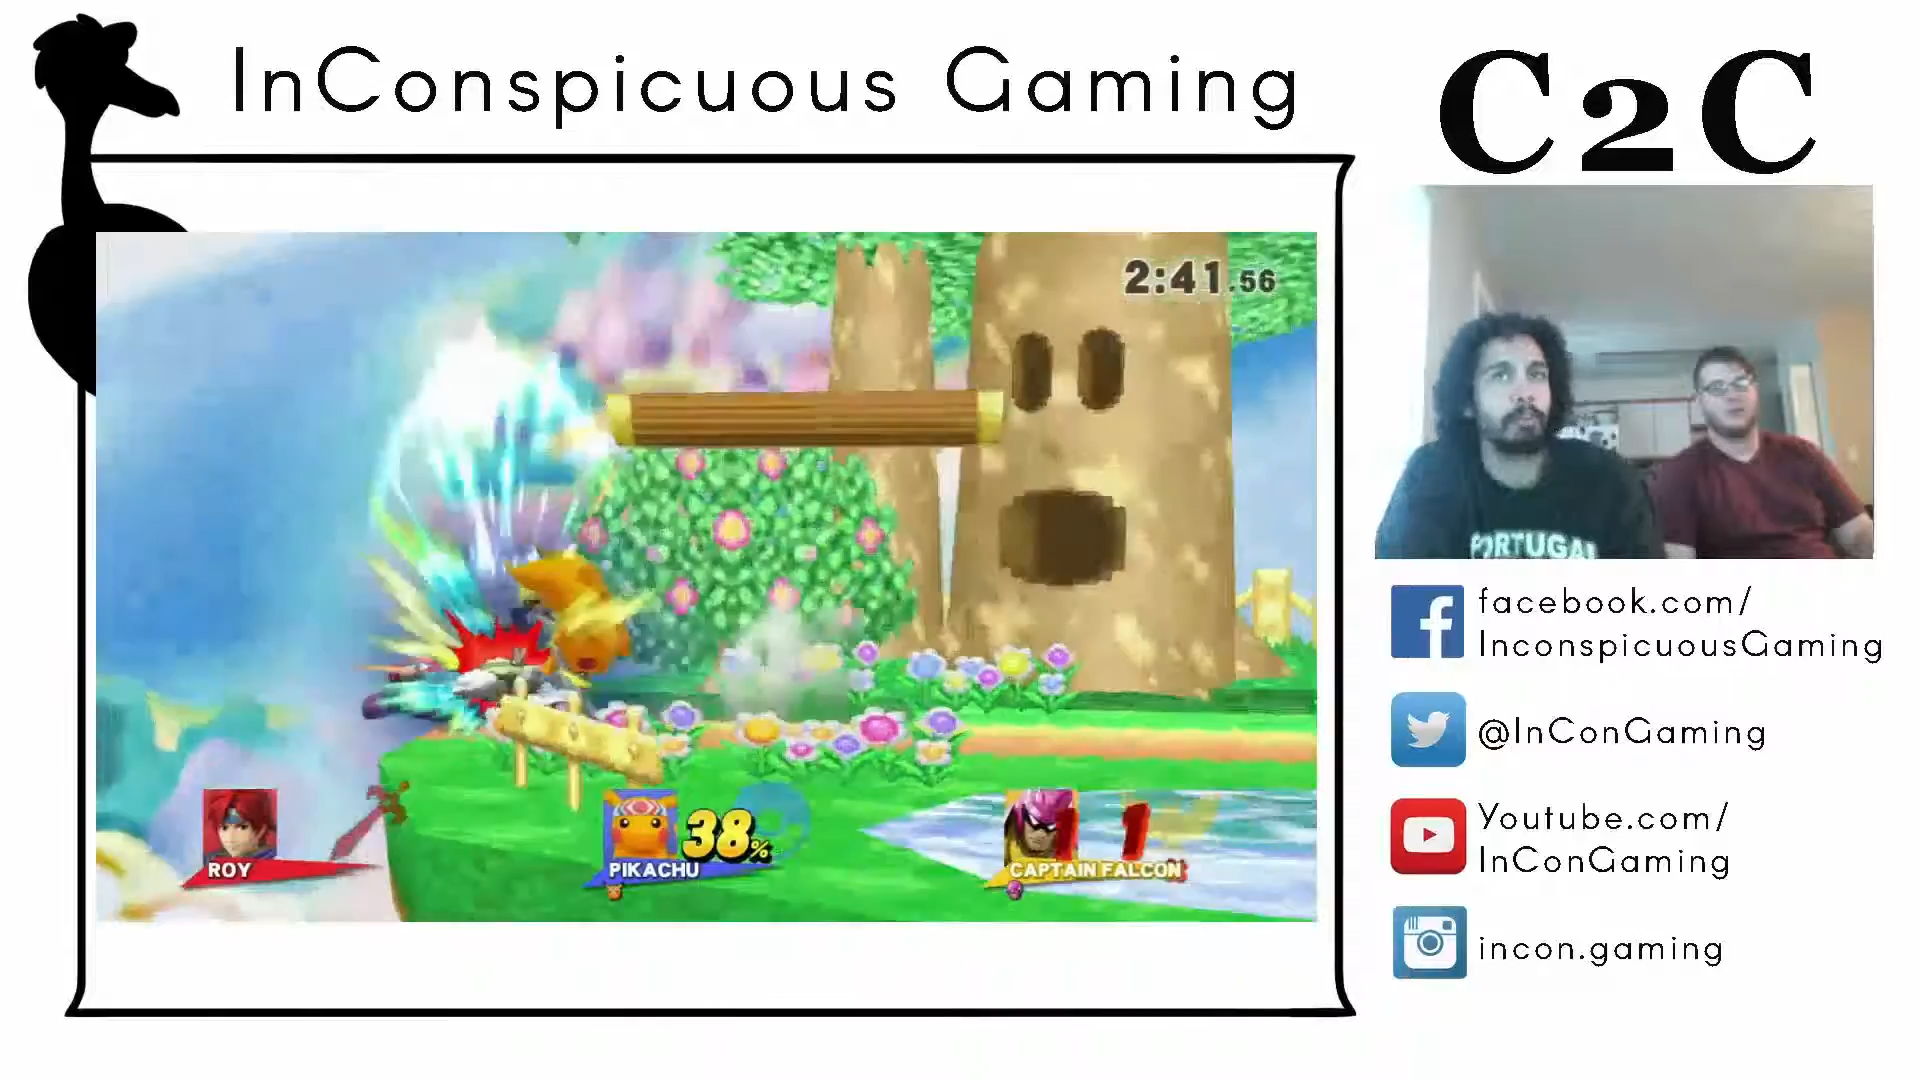 InConspicuous Gaming
C2C
2:41.56
PORTUGAL
facebook.com/
InconspicuousGaming
@InConGaming
Youtube.com/
InConGaming
incon.gaming
38%
ROY
PIKACHU
CAPTAIN FALCON